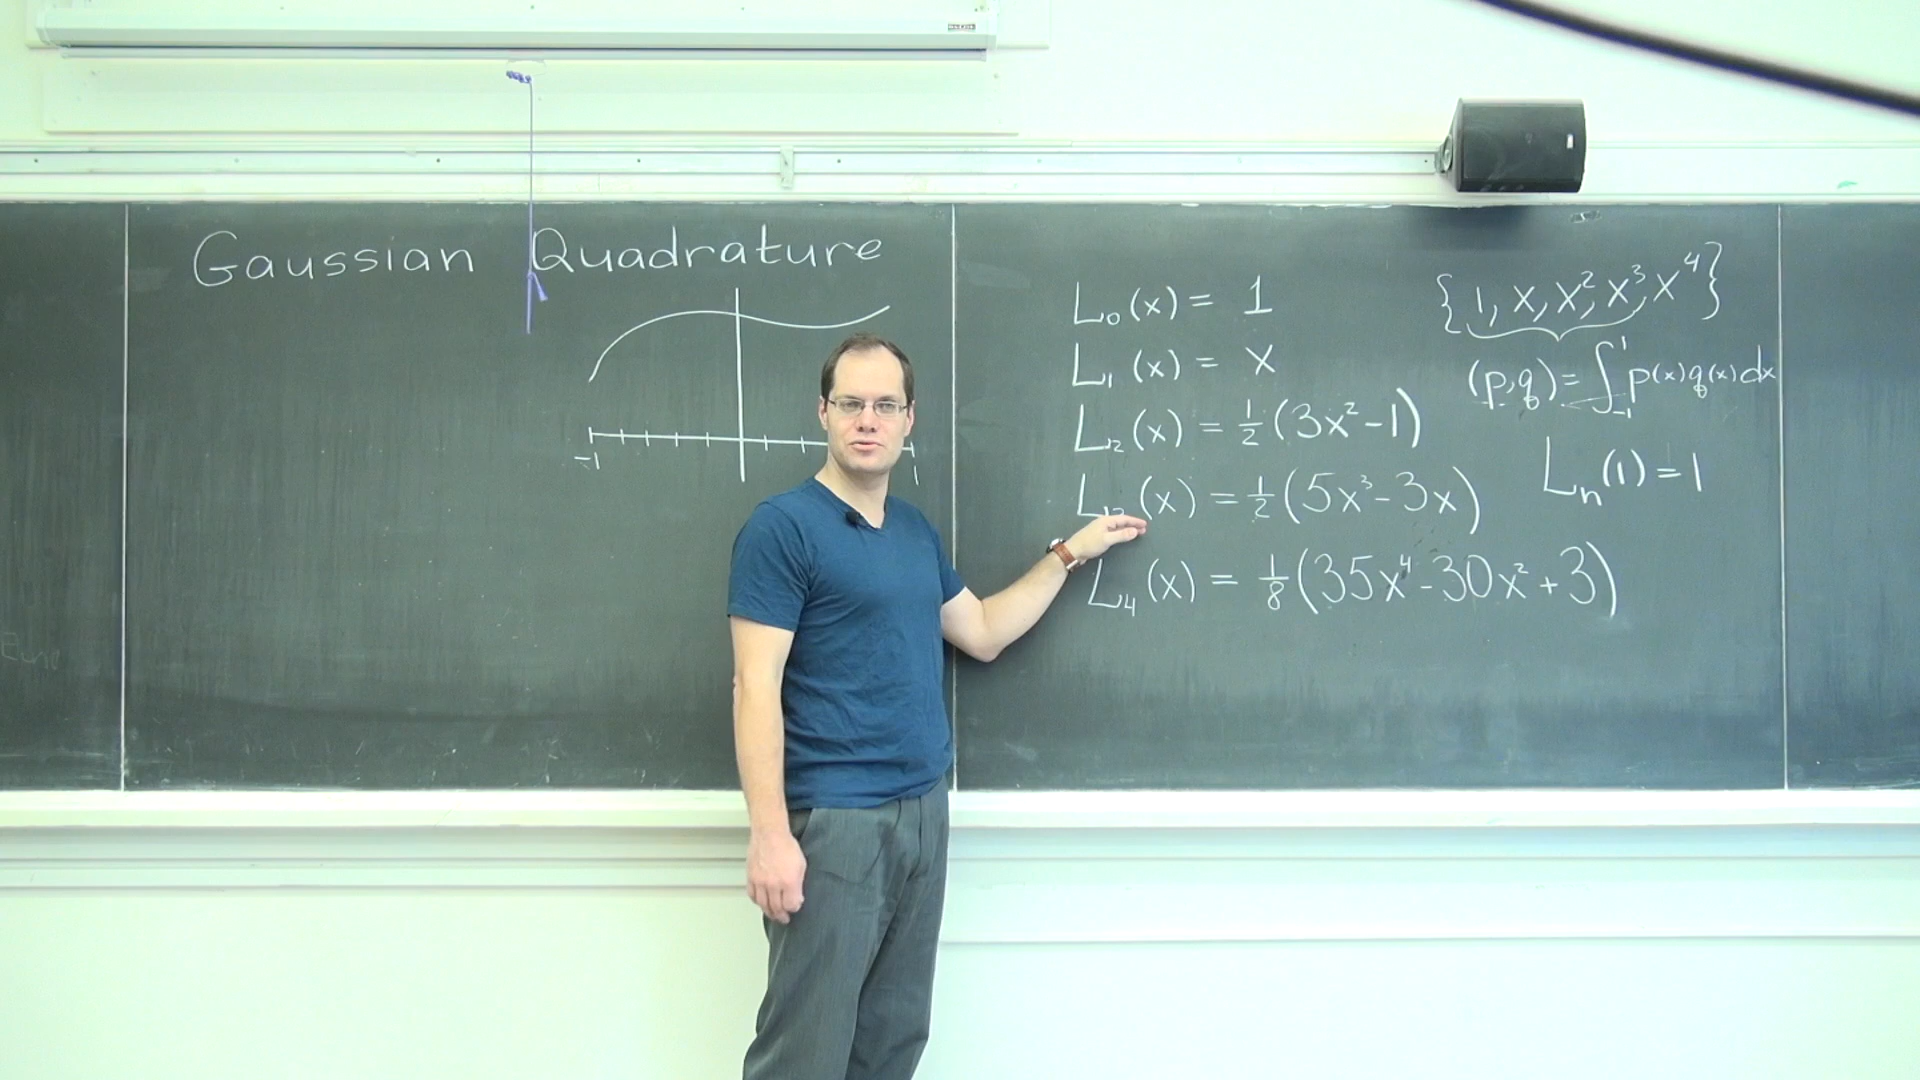 Gaussian Quadrature
-1 1
L₀(x) = 1
L₁(x) = x
L₂(x) = ½(3x²-1)
L₃(x) = ½(5x³-3x)
L₄(x) = ⅛(35x⁴-30x²+3)
{1, x, x², x³, x⁴}
(p,q) = ∫₋₁¹ p(x)q(x)dx
Lₙ(1) = 1